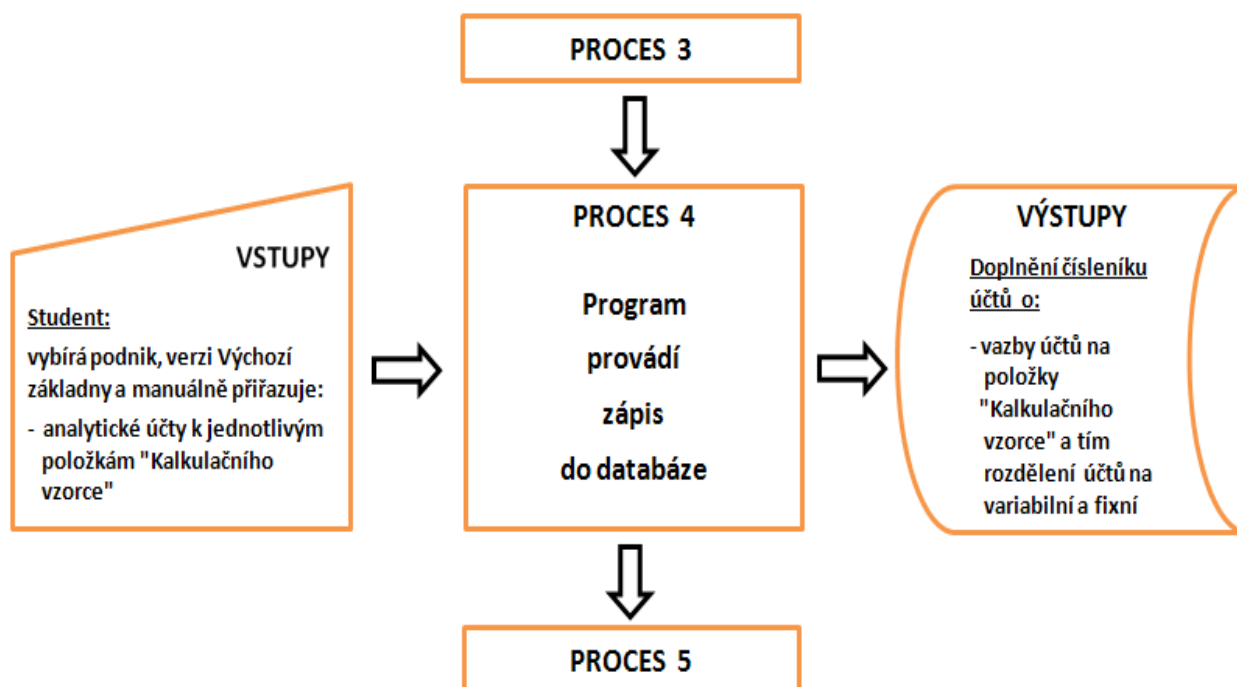 PROCES 3
VSTUPY
Student:
vybírá podnik, verzi Výchozí
základny a manuálně přiřazuje:
- analytické účty k jednotlivým
položkám "Kalkulačního
vzorce"
PROCES 4
Program
provádí
zápis
do databáze
VÝSTUPY
Doplnění číseníku
účtů o:
- vazby účtů na
položky
"Kalkulačního
vzorce" a tím
rozdělení účtů na
variabilní a fixní
PROCES 5